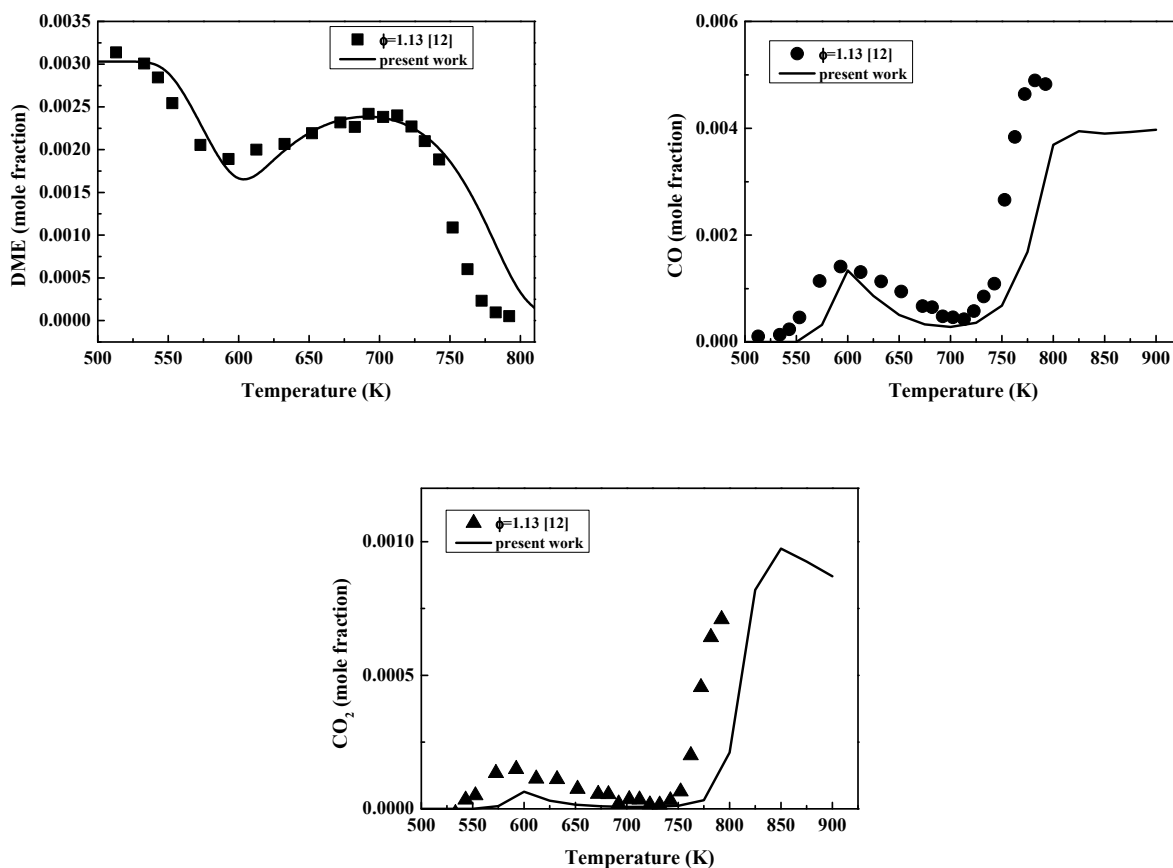 0.0035
0.0030
0.0025
0.0020
0.0015
0.0010
0.0005
0.0000
DME (mole fraction)
ϕ=1.13 [12]
present work
500 550 600 650 700 750 800
Temperature (K)
0.006
0.004
0.002
0.000
CO (mole fraction)
ϕ=1.13 [12]
present work
500 550 600 650 700 750 800 850 900
Temperature (K)
0.0010
0.0005
0.0000
CO₂ (mole fraction)
ϕ=1.13 [12]
present work
500 550 600 650 700 750 800 850 900
Temperature (K)